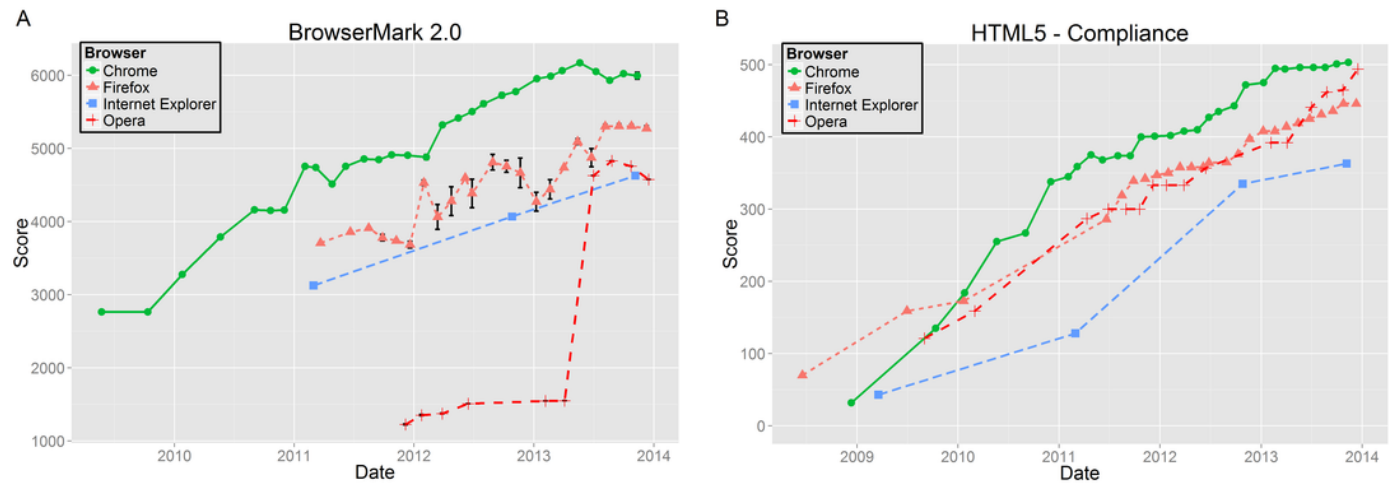 A
BrowserMark 2.0
Browser
Chrome
Firefox
Internet Explorer
Opera
6000
5000
4000
3000
2000
1000
Score
2010
2011
2012
2013
2014
Date
B
HTML5 - Compliance
Browser
Chrome
Firefox
Internet Explorer
Opera
500
400
300
200
100
0
Score
2009
2010
2011
2012
2013
2014
Date